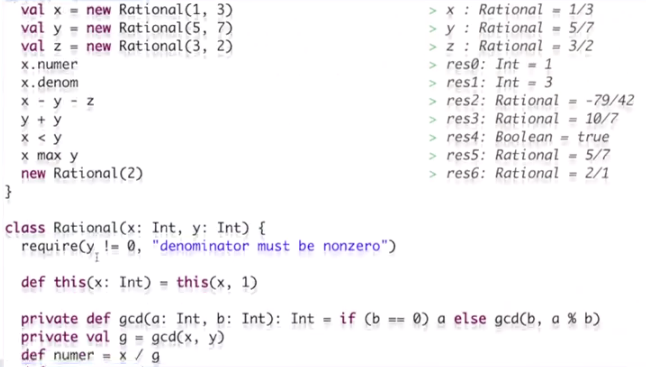 val x = new Rational(1, 3) > x : Rational = 1/3
val y = new Rational(5, 7) > y : Rational = 5/7
val z = new Rational(3, 2) > z : Rational = 3/2
x.numer > res0: Int = 1
x.denom > res1: Int = 3
x - y - z > res2: Rational = -79/42
y + y > res3: Rational = 10/7
x < y > res4: Boolean = true
x max y > res5: Rational = 5/7
new Rational(2) > res6: Rational = 2/1
}
class Rational(x: Int, y: Int) {
require(y != 0, "denominator must be nonzero")
def this(x: Int) = this(x, 1)
private def gcd(a: Int, b: Int): Int = if (b == 0) a else gcd(b, a % b)
private val g = gcd(x, y)
def numer = x / g